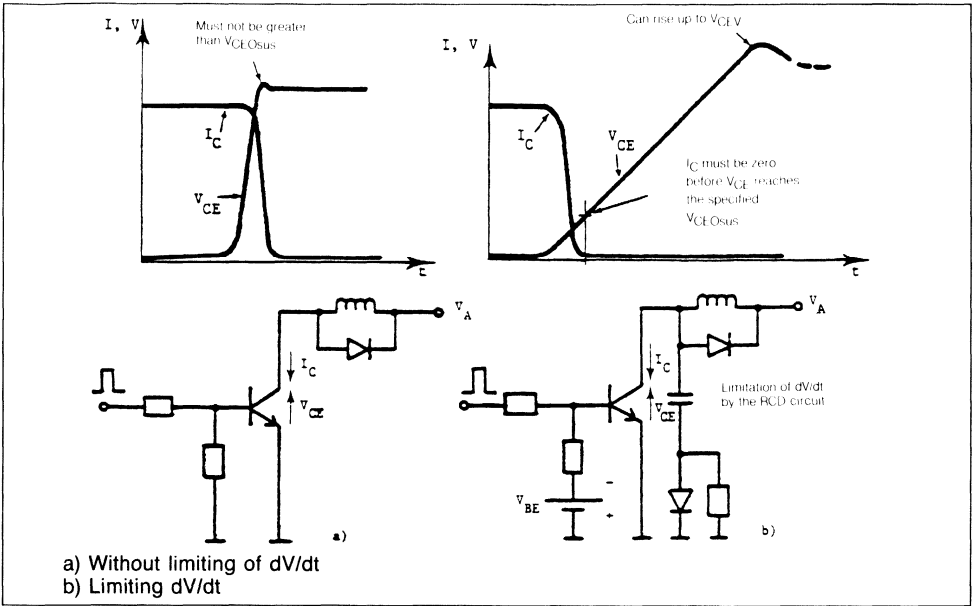 I, V
Must not be greater
than VCEOsus
IC
VCE
t
I, V
Can rise up to VCEV
IC
VCE
IC must be zero
before VCE reaches
the specified
VCEOsus
t
VA
IC
VCE
a)
VA
IC
VCE
Limitation of dV/dt
by the RCD circuit
VBE
-
+
b)
a) Without limiting of dV/dt
b) Limiting dV/dt